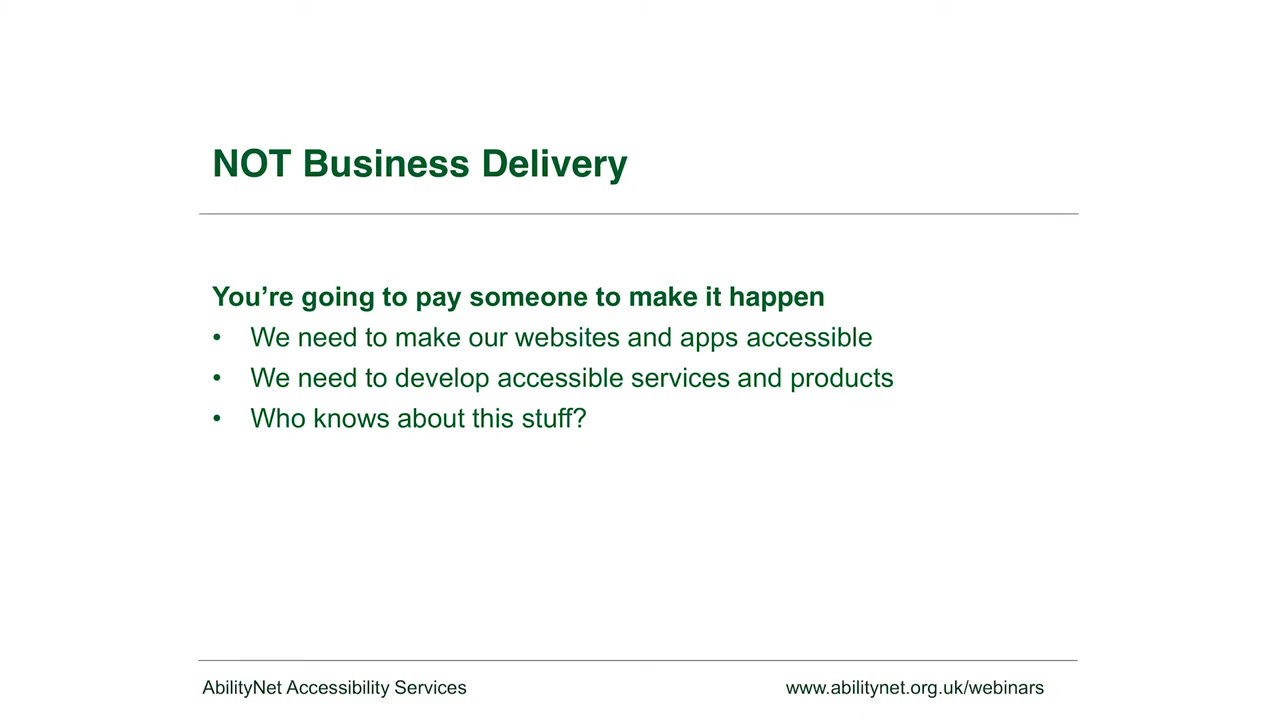 NOT Business Delivery
You’re going to pay someone to make it happen
• We need to make our websites and apps accessible
• We need to develop accessible services and products
• Who knows about this stuff?
AbilityNet Accessibility Services
www.abilitynet.org.uk/webinars